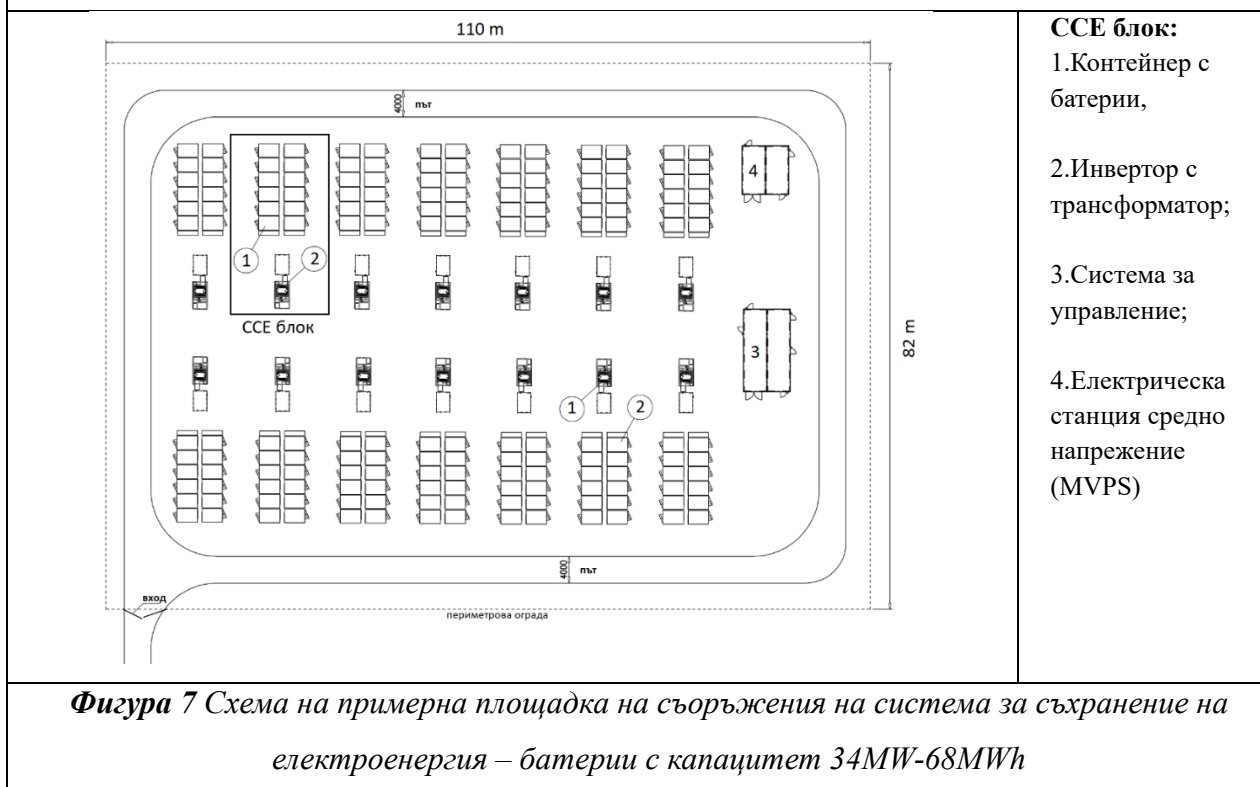 110 m
4000
път
4
1
2
ССЕ блок
3
82 m
1
2
4000
път
вход
периметрова ограда
ССЕ блок:
1.Контейнер с
батерии,
2.Инвертор с
трансформатор;
3.Система за
управление;
4.Електрическа
станция средно
напрежение
(MVPS)
Фигура 7 Схема на примерна площадка на съоръжения на система за съхранение на
електроенергия – батерии с капацитет 34MW-68MWh